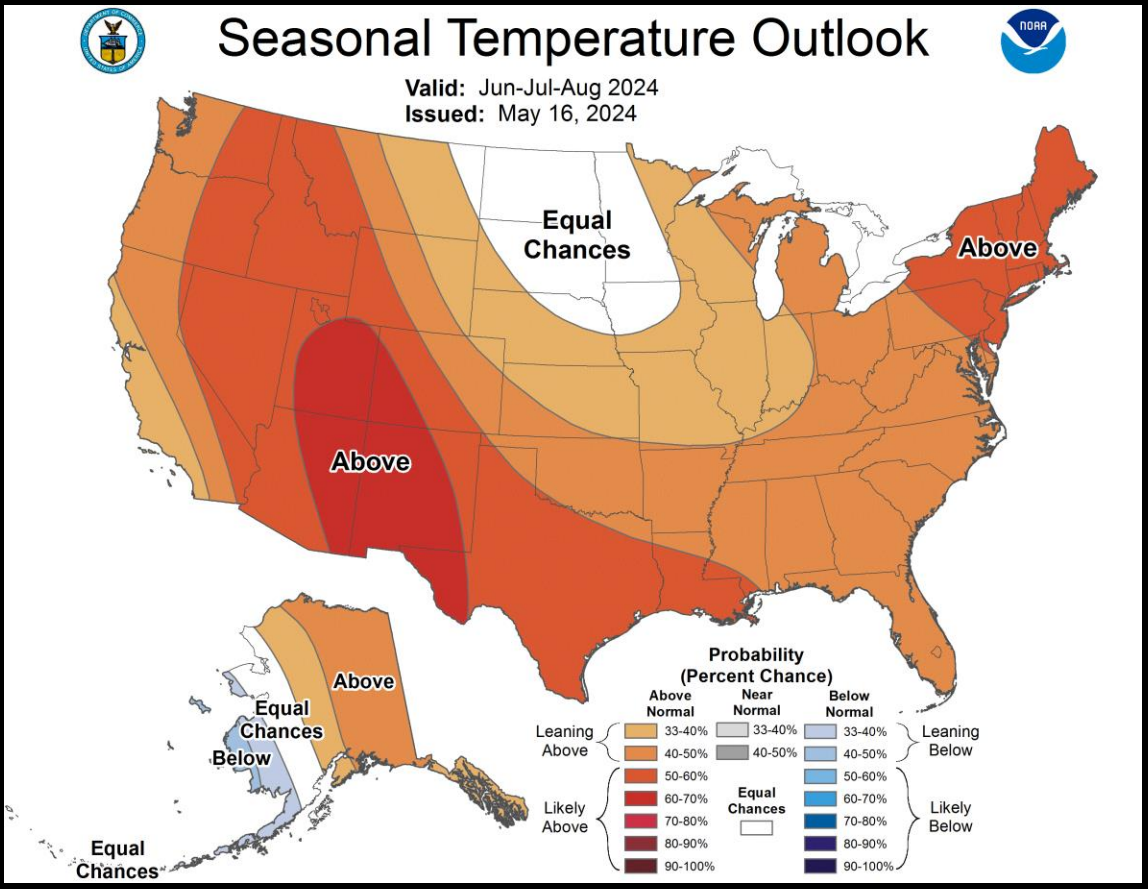 Seasonal Temperature Outlook
NOAA
Valid: Jun-Jul-Aug 2024
Issued: May 16, 2024
Equal
Chances
Above
Above
Above
Equal
Chances
Below
Equal
Chances
Probability
(Percent Chance)
Above
Normal
Near
Normal
Below
Normal
Leaning
Above
33-40%
33-40%
33-40%
Leaning
Below
40-50%
40-50%
40-50%
50-60%
50-60%
Likely
Above
60-70%
Equal
Chances
60-70%
Likely
Below
70-80%
70-80%
80-90%
80-90%
90-100%
90-100%